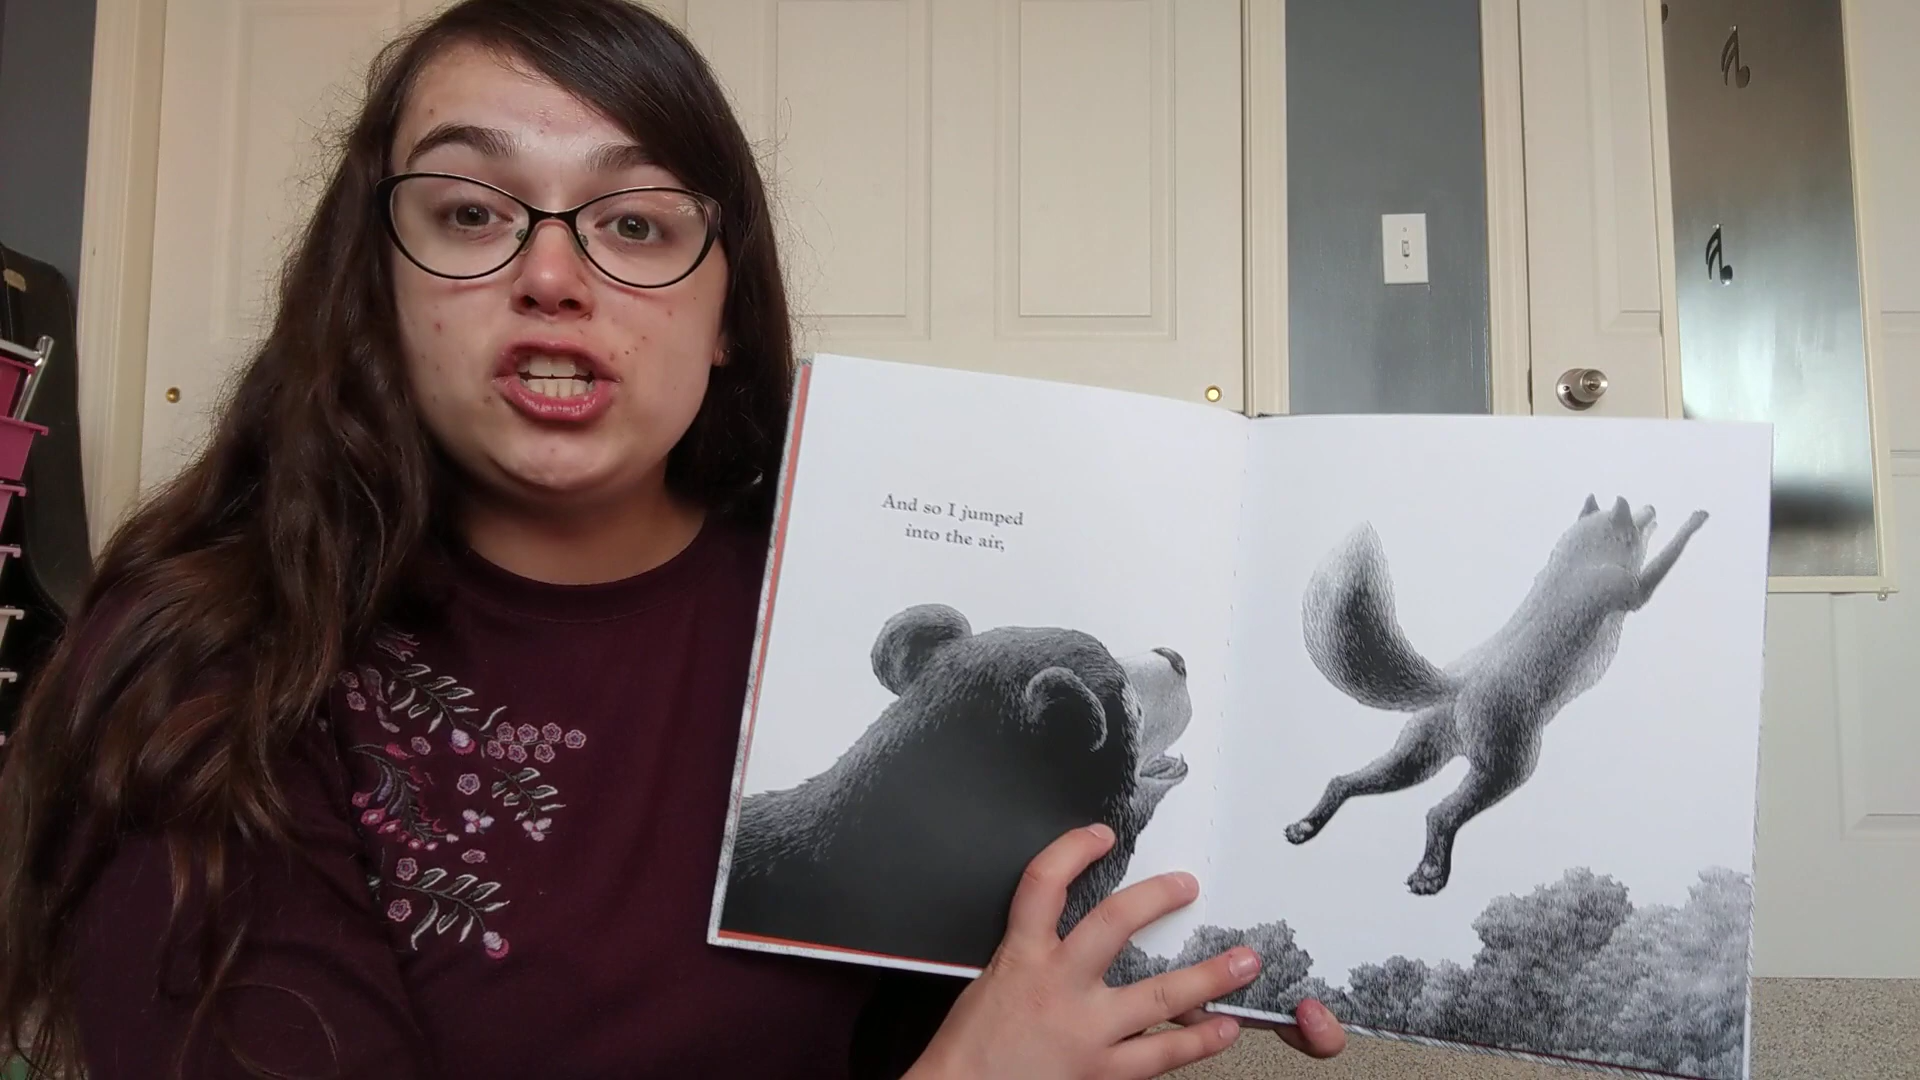 And so I jumped
into the air,